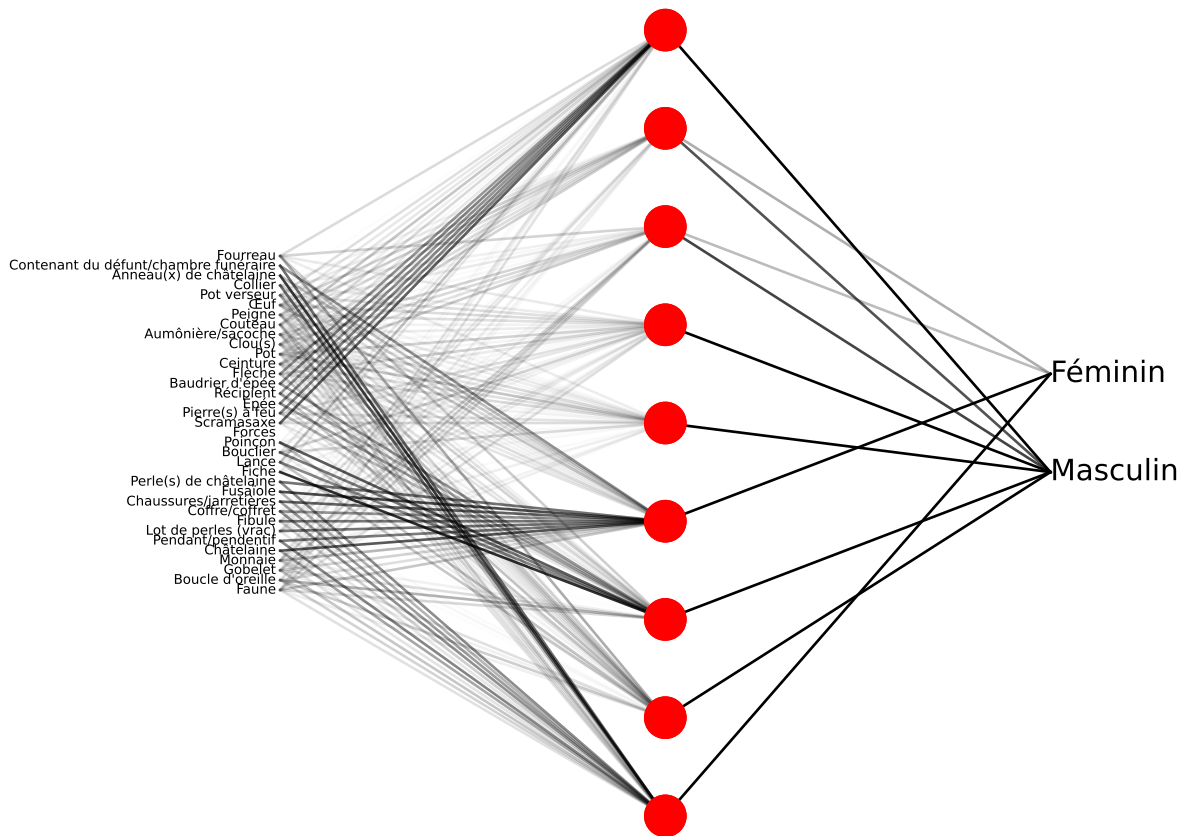 Fourreau
Contenant du défunt/chambre funéraire
Anneau(x) de châtelaine
Collier
Pot verseur
Œuf
Peigne
Couteau
Aumônière/sacoche
Clou(s)
Pot
Ceinture
Flèche
Baudrier d'épée
Récipient
Épée
Pierre(s) à feu
Scramasaxe
Forces
Poinçon
Bouclier
Lance
Fiche
Perle(s) de châtelaine
Fusaïole
Chaussures/jarretières
Coffre/coffret
Fibule
Lot de perles (vrac)
Pendant/pendentif
Châtelaine
Monnaie
Gobelet
Boucle d'oreille
Faune
Féminin
Masculin